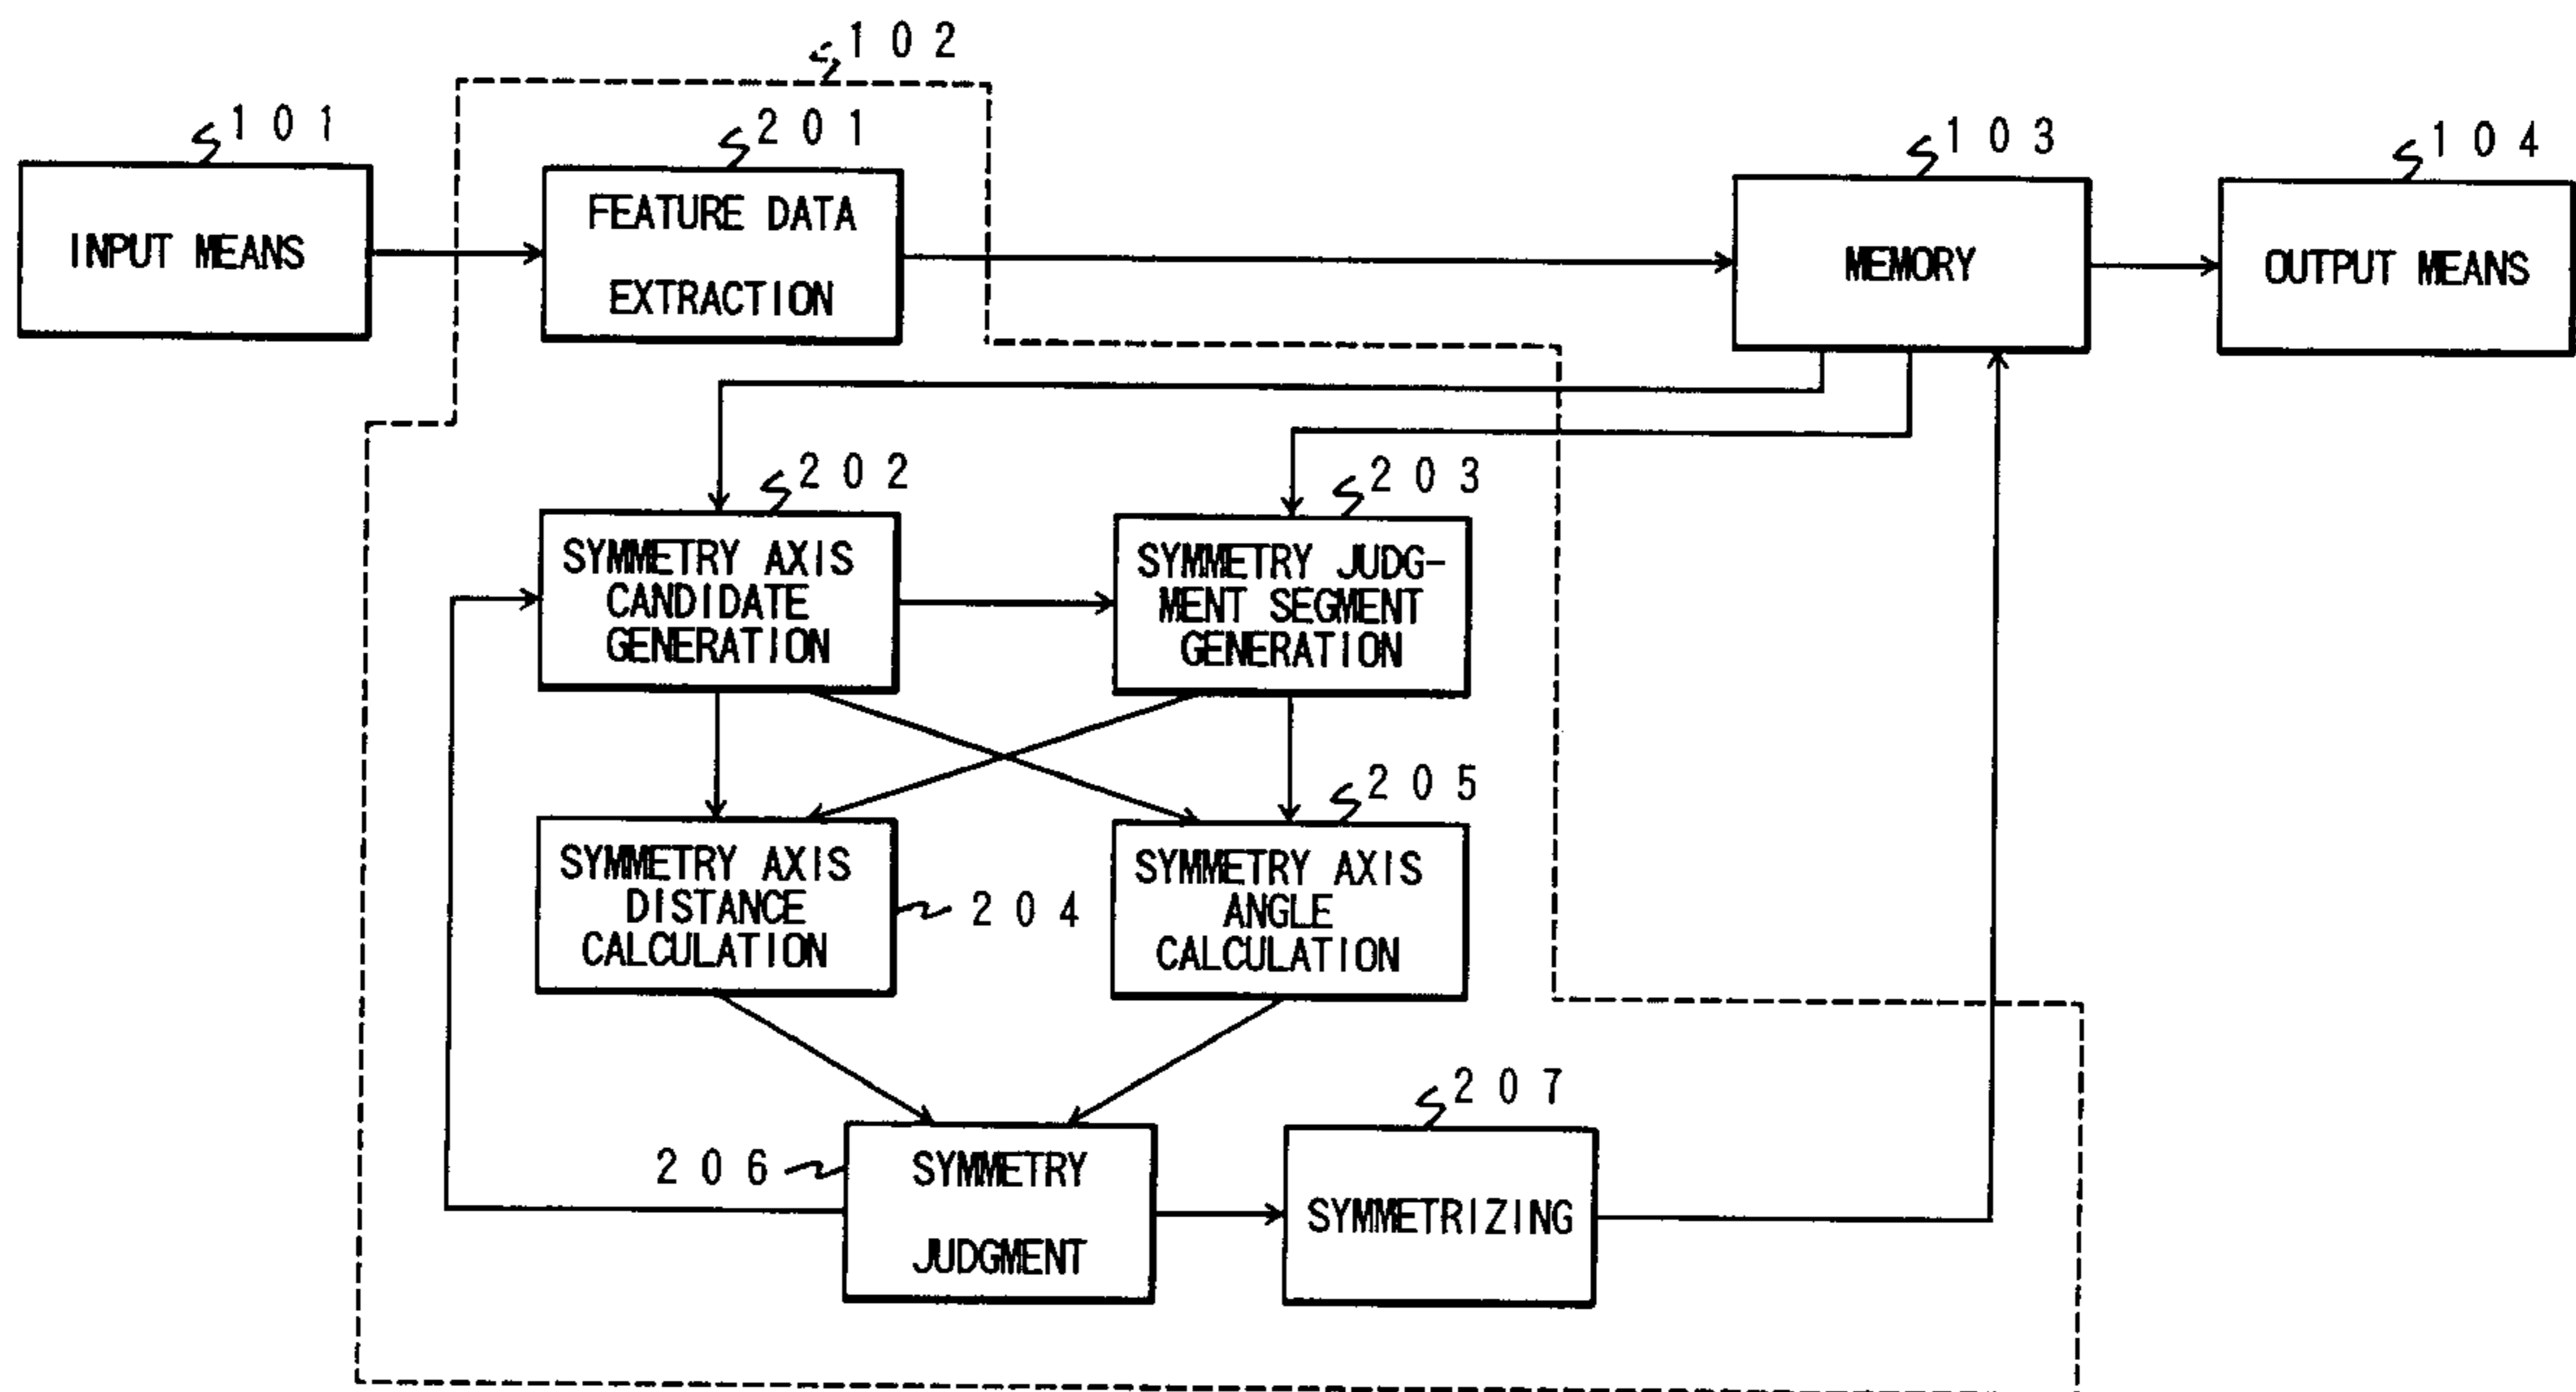 102
101
INPUT MEANS
201
FEATURE DATA
EXTRACTION
103
MEMORY
104
OUTPUT MEANS
202
SYMMETRY AXIS
CANDIDATE
GENERATION
203
SYMMETRY JUDG-
MENT SEGMENT
GENERATION
SYMMETRY AXIS
DISTANCE
CALCULATION
204
205
SYMMETRY AXIS
ANGLE
CALCULATION
206
SYMMETRY
JUDGMENT
207
SYMMETRIZING